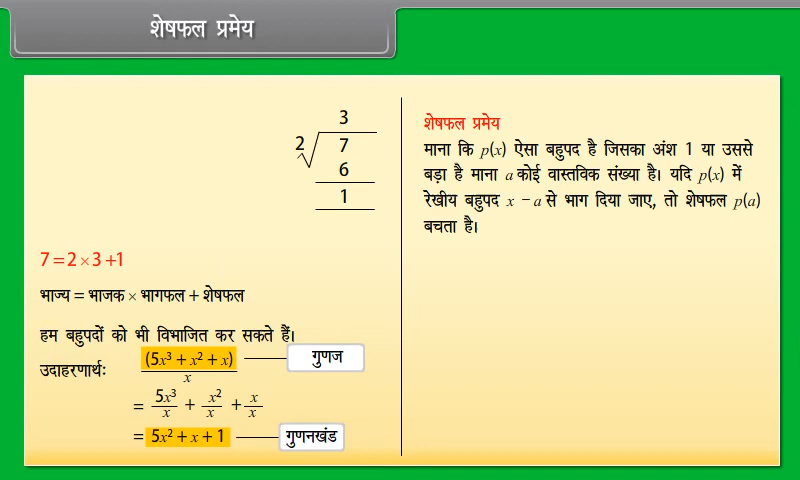 शेषफल प्रमेय
3
2 7
6
1
7 = 2 × 3 + 1
भाज्य = भाजक × भागफल + शेषफल
हम बहुपदों को भी विभाजित कर सकते हैं।
उदाहरणार्थः (5x³ + x² + x) / x गुणज
= 5x³/x + x²/x + x/x
= 5x² + x + 1 गुणनखंड
शेषफल प्रमेय
माना कि p(x) ऐसा बहुपद है जिसका अंश 1 या उससे
बड़ा है माना a कोई वास्तविक संख्या है। यदि p(x) में
रेखीय बहुपद x - a से भाग दिया जाए, तो शेषफल p(a)
बचता है।